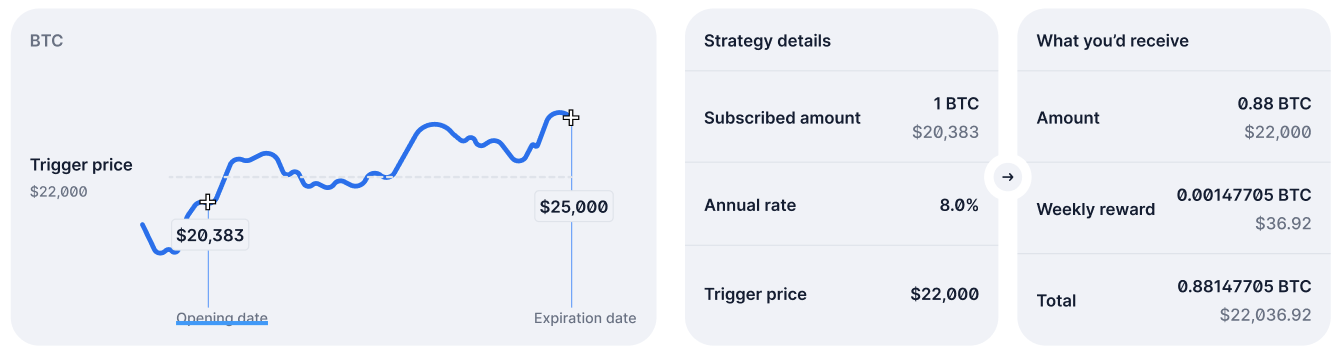 BTC
Trigger price
$22,000
$20,383
$25,000
Opening date
Expiration date
Strategy details
Subscribed amount
1 BTC
$20,383
Annual rate
8.0%
Trigger price
$22,000
→
What you’d receive
Amount
0.88 BTC
$22,000
Weekly reward
0.00147705 BTC
$36.92
Total
0.88147705 BTC
$22,036.92